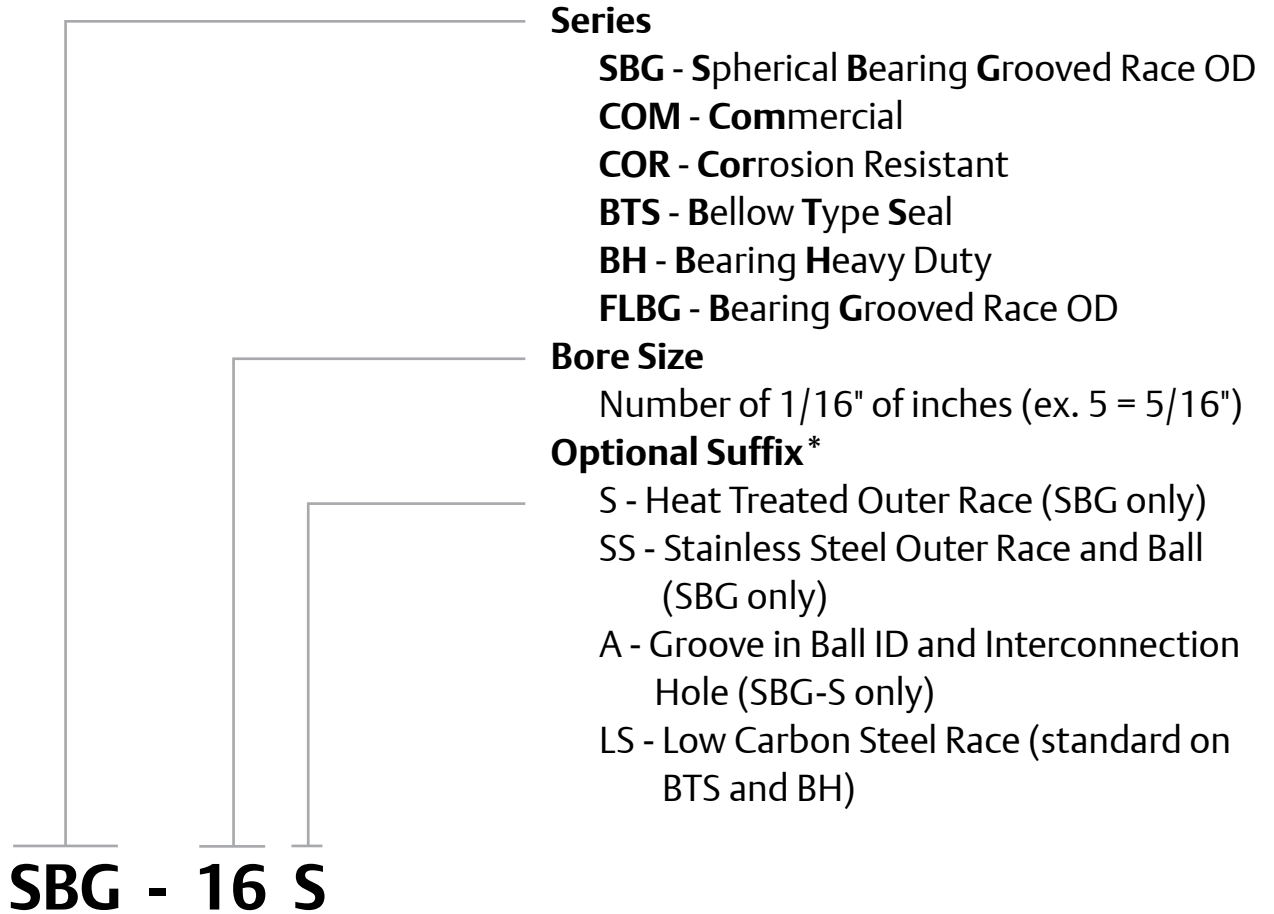 Series
SBG - Spherical Bearing Grooved Race OD
COM - Commercial
COR - Corrosion Resistant
BTS - Bellow Type Seal
BH - Bearing Heavy Duty
FLBG - Bearing Grooved Race OD
Bore Size
Number of 1/16" of inches (ex. 5 = 5/16")
Optional Suffix*
S - Heat Treated Outer Race (SBG only)
SS - Stainless Steel Outer Race and Ball
(SBG only)
A - Groove in Ball ID and Interconnection
Hole (SBG-S only)
LS - Low Carbon Steel Race (standard on
BTS and BH)
SBG - 16 S